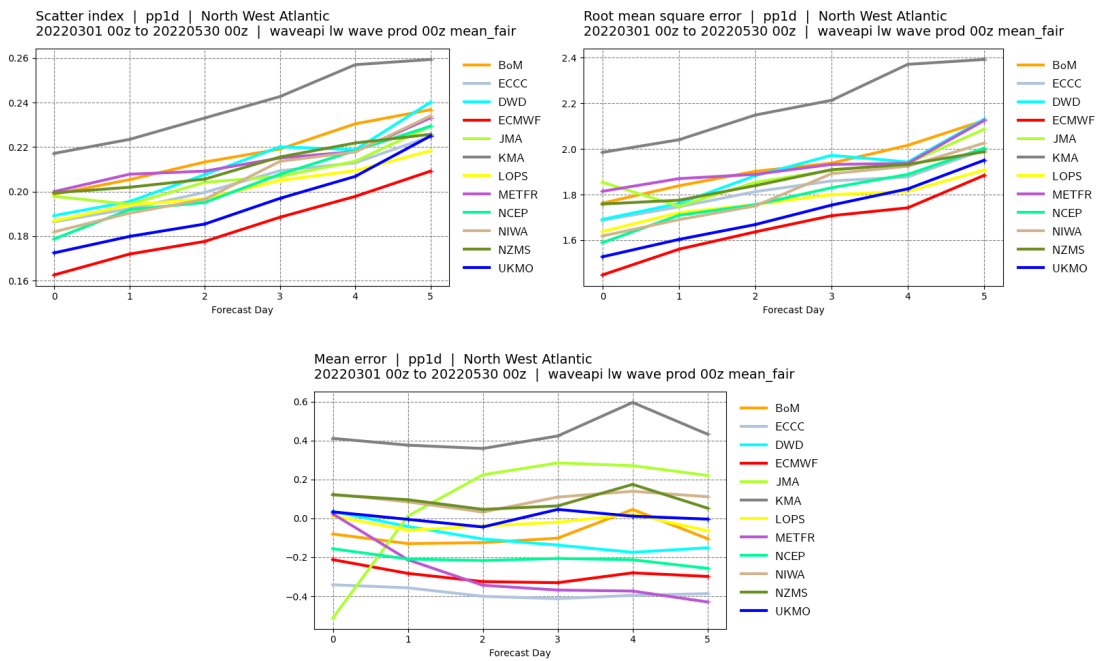 Scatter index | pp1d | North West Atlantic
20220301 00z to 20220530 00z | waveapi lw wave prod 00z mean_fair
0.26
0.24
0.22
0.20
0.18
0.16
0
1
2
3
4
5
Forecast Day
BoM
ECCC
DWD
ECMWF
JMA
KMA
LOPS
METFR
NCEP
NIWA
NZMS
UKMO
Root mean square error | pp1d | North West Atlantic
20220301 00z to 20220530 00z | waveapi lw wave prod 00z mean_fair
2.4
2.2
2.0
1.8
1.6
0
1
2
3
4
5
Forecast Day
BoM
ECCC
DWD
ECMWF
JMA
KMA
LOPS
METFR
NCEP
NIWA
NZMS
UKMO
Mean error | pp1d | North West Atlantic
20220301 00z to 20220530 00z | waveapi lw wave prod 00z mean_fair
0.6
0.4
0.2
0.0
−0.2
−0.4
0
1
2
3
4
5
Forecast Day
BoM
ECCC
DWD
ECMWF
JMA
KMA
LOPS
METFR
NCEP
NIWA
NZMS
UKMO